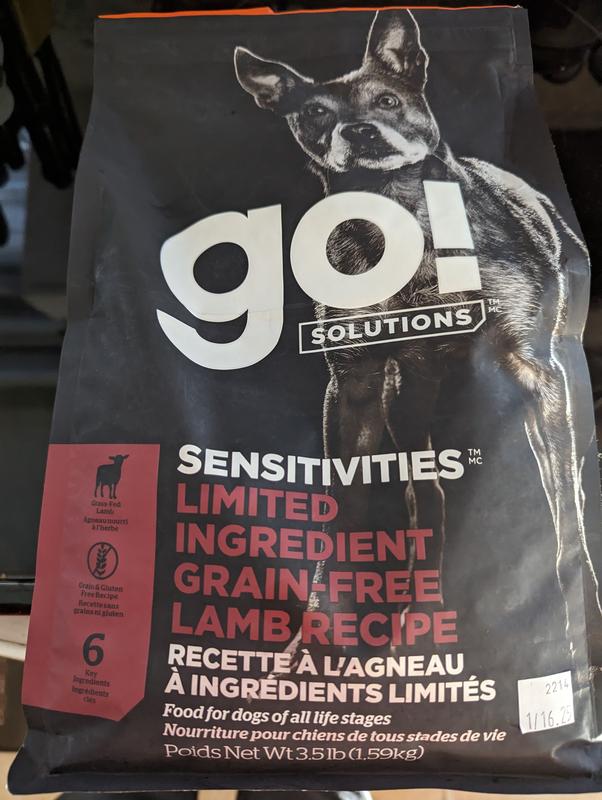 go!
SOLUTIONS
TM
MC
SENSITIVITIES
TM
MC
LIMITED
INGREDIENT
GRAIN-FREE
LAMB RECIPE
RECETTE À L'AGNEAU
À INGRÉDIENTS LIMITÉS
Food for dogs of all life stages
Nourriture pour chiens de tous stades de vie
Poids Net Wt 3.5 lb (1,59kg)
Grass-Fed
Lamb
Agneau nourri
à l'herbe
Grain & Gluten
Free Recipe
Recette sans
grains ni gluten
6
Key
Ingredients
Ingrédients
clés
2214
1/16.25